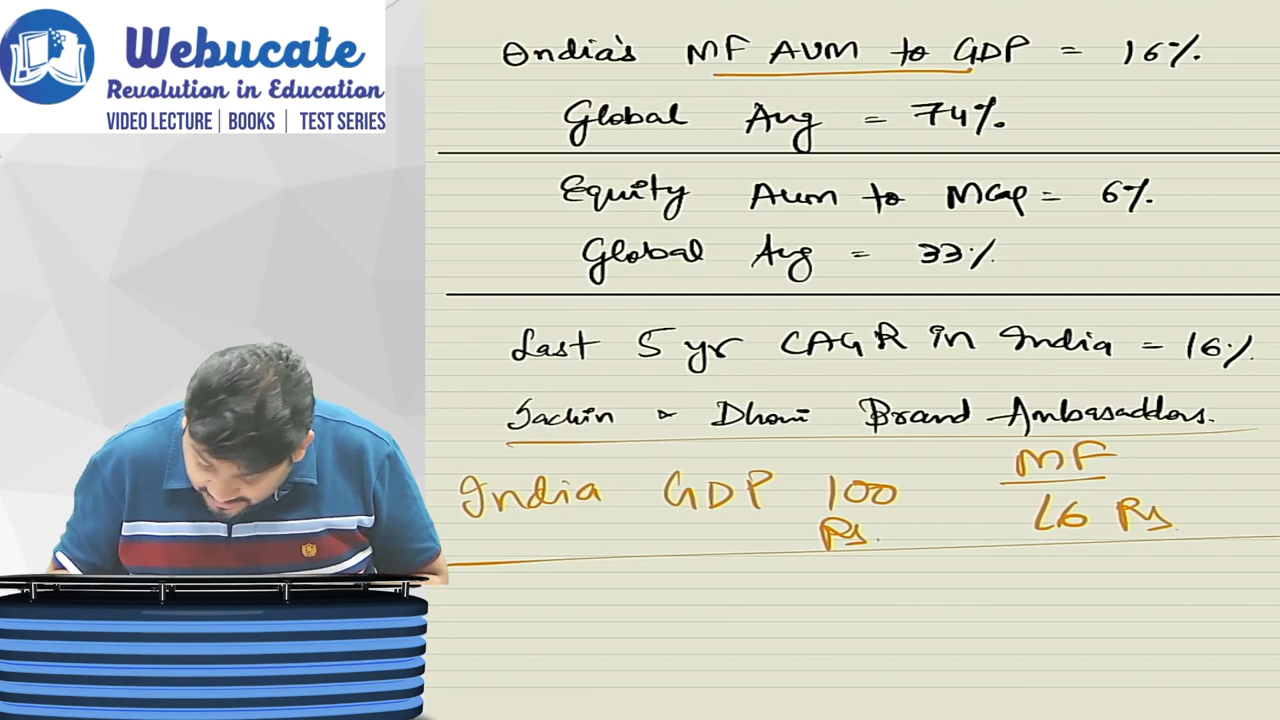 Webucate
Revolution in Education
VIDEO LECTURE | BOOKS | TEST SERIES
India's MF AUM to GDP = 16%.
Global Avg = 74%.
Equity AUM to MCap = 6%.
Global Avg = 33%.
Last 5 yr CAGR in India = 16%.
Sachin & Dhoni Brand Ambasaddors.
India GDP 100 Rs.
MF
16 Rs.